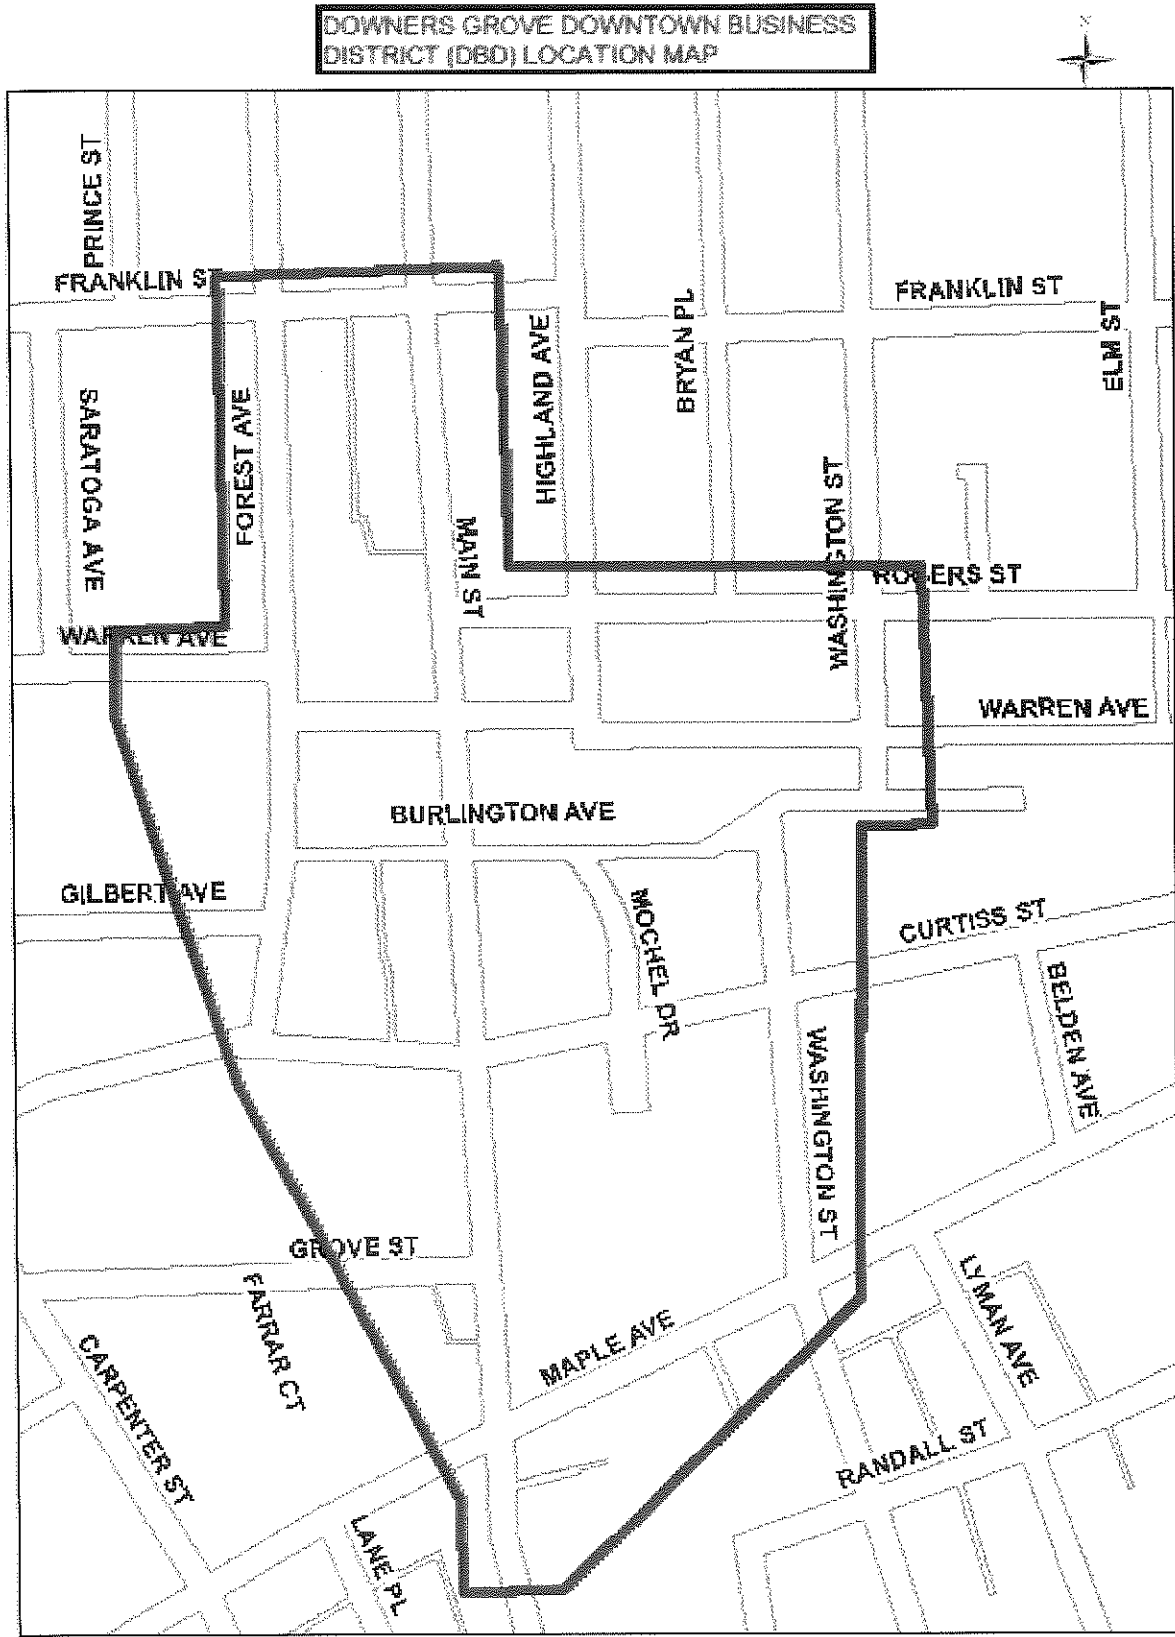 DOWNERS GROVE DOWNTOWN BUSINESS
DISTRICT (DBD) LOCATION MAP
N
PRINCE ST
FRANKLIN ST
FRANKLIN ST
SARATOGA AVE
FOREST AVE
HIGHLAND AVE
BRYAN PL
ELM ST
MAIN ST
WASHINGTON ST
ROGERS ST
WARREN AVE
WARREN AVE
BURLINGTON AVE
GILBERT AVE
MOCHEL DR
CURTISS ST
BELDEN AVE
WASHINGTON ST
GROVE ST
FARRAR CT
LYMAN AVE
CARPENTER ST
MAPLE AVE
RANDALL ST
LANE PL